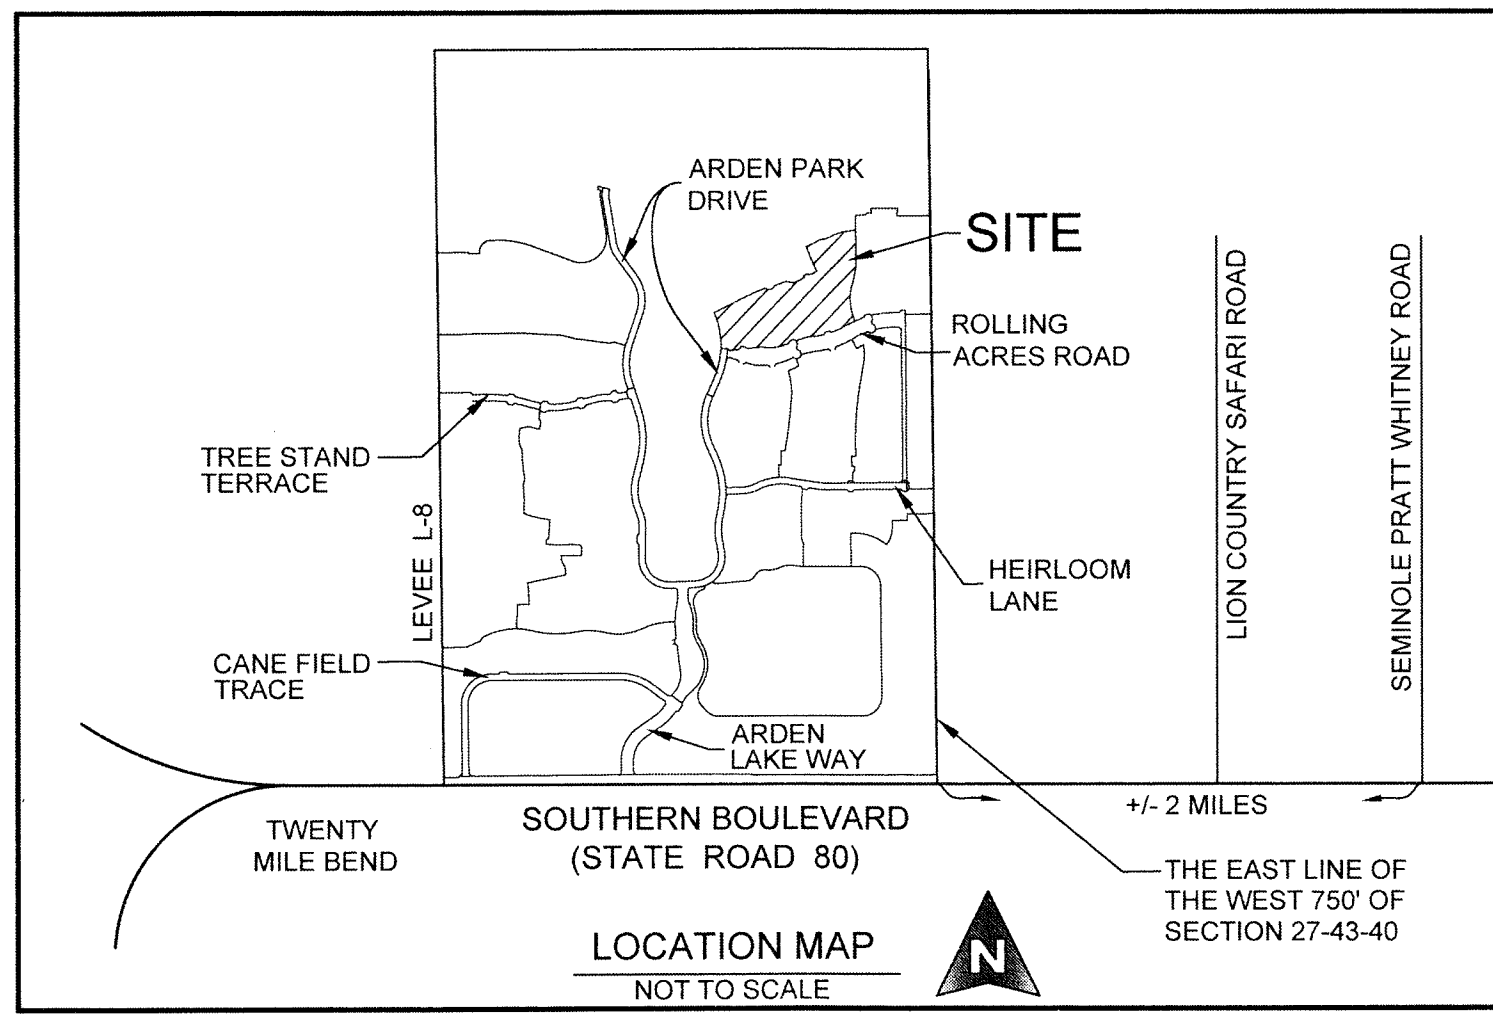 ARDEN PARK
DRIVE
SITE
ROLLING
ACRES ROAD
LION COUNTRY SAFARI ROAD
SEMINOLE PRATT WHITNEY ROAD
TREE STAND
TERRACE
LEVEE L-8
HEIRLOOM
LANE
CANE FIELD
TRACE
ARDEN
LAKE WAY
+/- 2 MILES
TWENTY
MILE BEND
SOUTHERN BOULEVARD
(STATE ROAD 80)
THE EAST LINE OF
THE WEST 750' OF
SECTION 27-43-40
LOCATION MAP
NOT TO SCALE
N